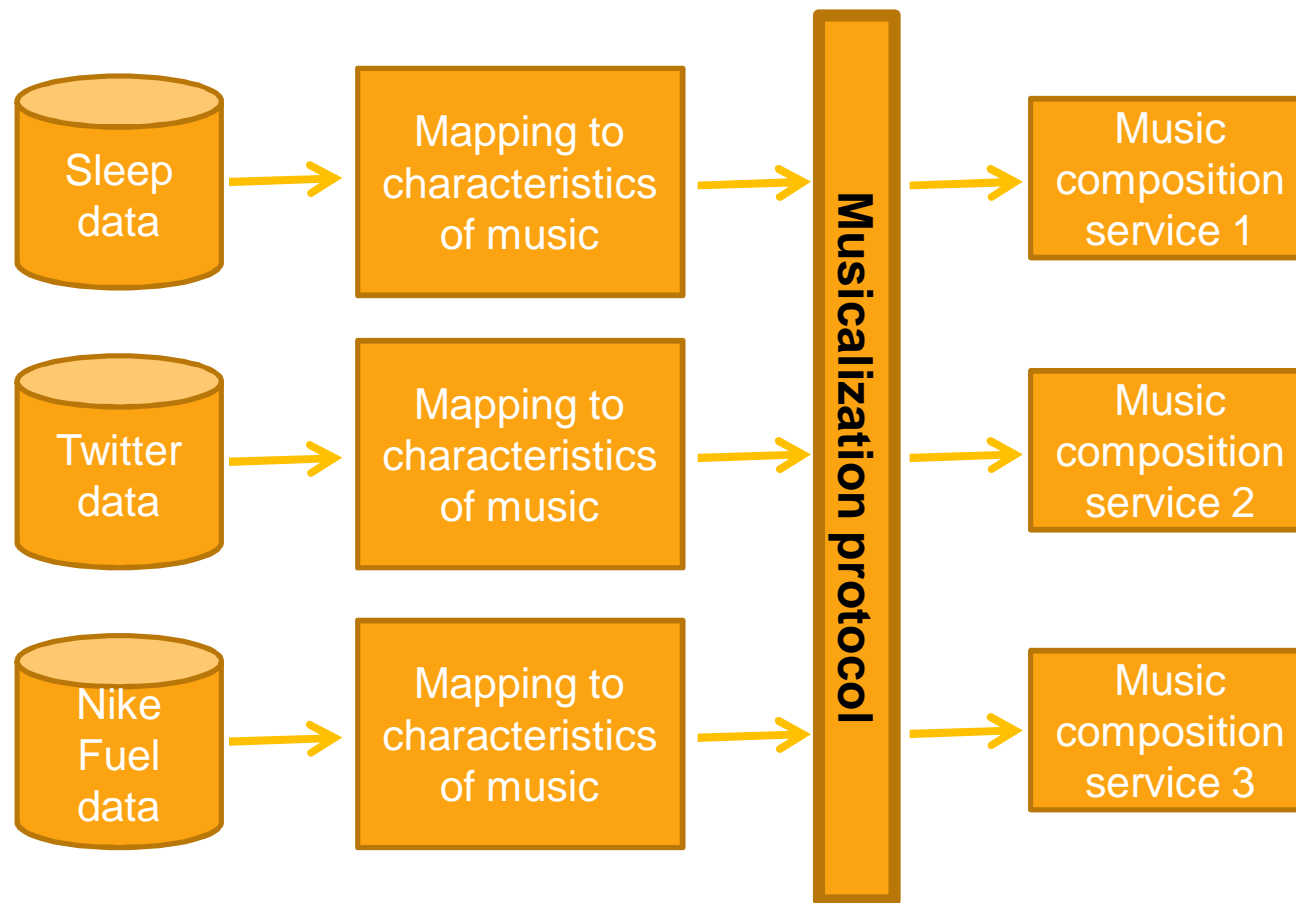 Sleep
data
Mapping to
characteristics
of music
Musicalization protocol
Music
composition
service 1
Twitter
data
Mapping to
characteristics
of music
Music
composition
service 2
Nike
Fuel
data
Mapping to
characteristics
of music
Music
composition
service 3